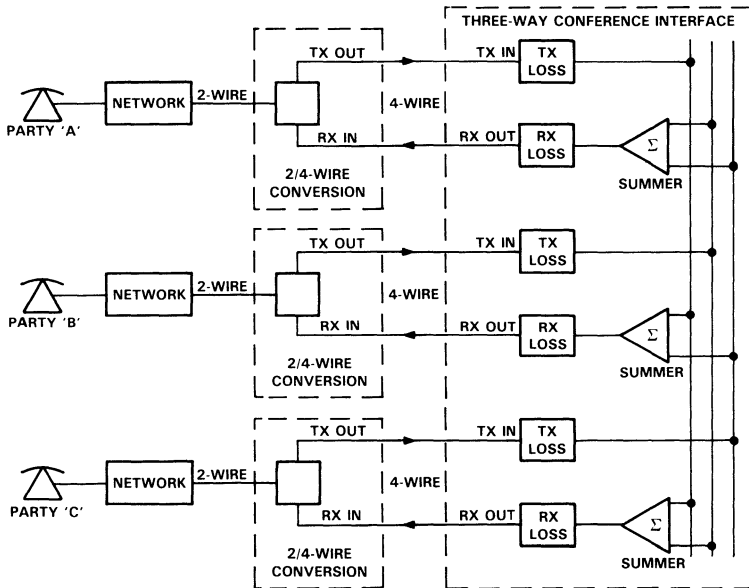 THREE-WAY CONFERENCE INTERFACE
TX OUT
TX IN
TX
LOSS
NETWORK
2-WIRE
4-WIRE
PARTY 'A'
RX IN
RX OUT
RX
LOSS
Σ
SUMMER
2/4-WIRE
CONVERSION
TX OUT
TX IN
TX
LOSS
NETWORK
2-WIRE
4-WIRE
PARTY 'B'
RX IN
RX OUT
RX
LOSS
Σ
SUMMER
2/4-WIRE
CONVERSION
TX OUT
TX IN
TX
LOSS
NETWORK
2-WIRE
4-WIRE
PARTY 'C'
RX IN
RX OUT
RX
LOSS
Σ
SUMMER
2/4-WIRE
CONVERSION